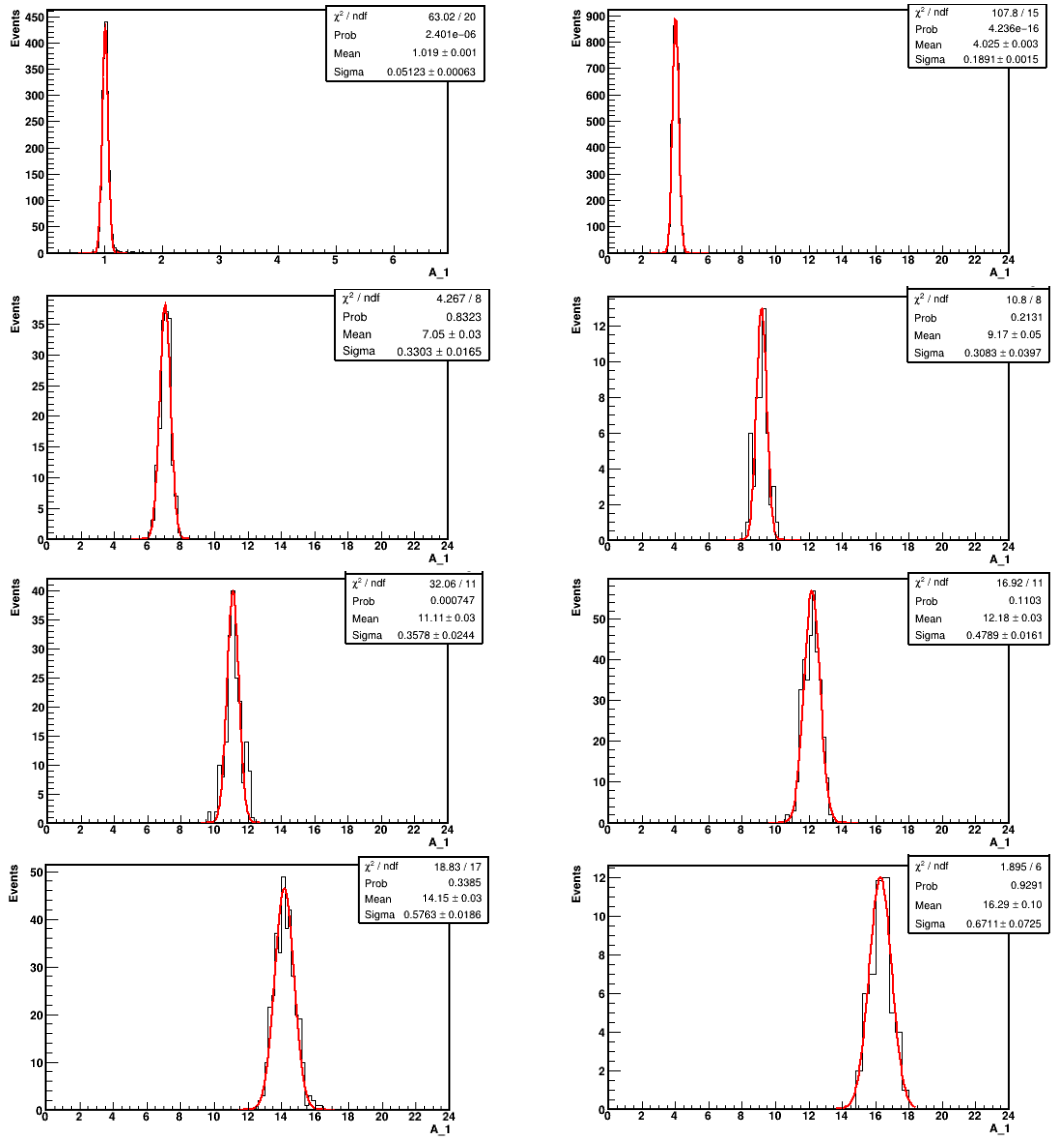 Events
χ² / ndf 63.02 / 20
Prob 2.401e−06
Mean 1.019 ± 0.001
Sigma 0.05123 ± 0.00063
450
400
350
300
250
200
150
100
50
0
0 1 2 3 4 5 6
A_1
Events
χ² / ndf 107.8 / 15
Prob 4.236e−16
Mean 4.025 ± 0.003
Sigma 0.1891 ± 0.0015
900
800
700
600
500
400
300
200
100
0
0 2 4 6 8 10 12 14 16 18 20 22 24
A_1
Events
χ² / ndf 4.267 / 8
Prob 0.8323
Mean 7.05 ± 0.03
Sigma 0.3303 ± 0.0165
35
30
25
20
15
10
5
0
0 2 4 6 8 10 12 14 16 18 20 22 24
A_1
Events
χ² / ndf 10.8 / 8
Prob 0.2131
Mean 9.17 ± 0.05
Sigma 0.3083 ± 0.0397
12
10
8
6
4
2
0
0 2 4 6 8 10 12 14 16 18 20 22 24
A_1
Events
χ² / ndf 32.06 / 11
Prob 0.000747
Mean 11.11 ± 0.03
Sigma 0.3578 ± 0.0244
40
35
30
25
20
15
10
5
0
0 2 4 6 8 10 12 14 16 18 20 22 24
A_1
Events
χ² / ndf 16.92 / 11
Prob 0.1103
Mean 12.18 ± 0.03
Sigma 0.4789 ± 0.0161
50
40
30
20
10
0
0 2 4 6 8 10 12 14 16 18 20 22 24
A_1
Events
χ² / ndf 18.83 / 17
Prob 0.3385
Mean 14.15 ± 0.03
Sigma 0.5763 ± 0.0186
50
40
30
20
10
0
0 2 4 6 8 10 12 14 16 18 20 22 24
A_1
Events
χ² / ndf 1.895 / 6
Prob 0.9291
Mean 16.29 ± 0.10
Sigma 0.6711 ± 0.0725
12
10
8
6
4
2
0
0 2 4 6 8 10 12 14 16 18 20 22 24
A_1